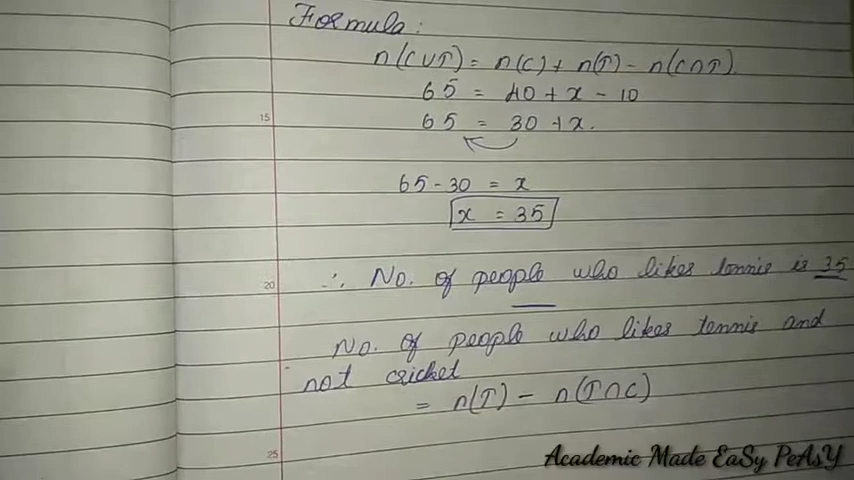 Formula:
n(CUT) = n(C) + n(T) - n(C∩T).
65 = 40 + x - 10
15
65 = 30 + x.
65 - 30 = x
x = 35
∴ No. of people who likes tennis is 35
20
No. of people who likes tennis and
not cricket
= n(T) - n(T∩C)
25
Academic Made EaSy PeAsY